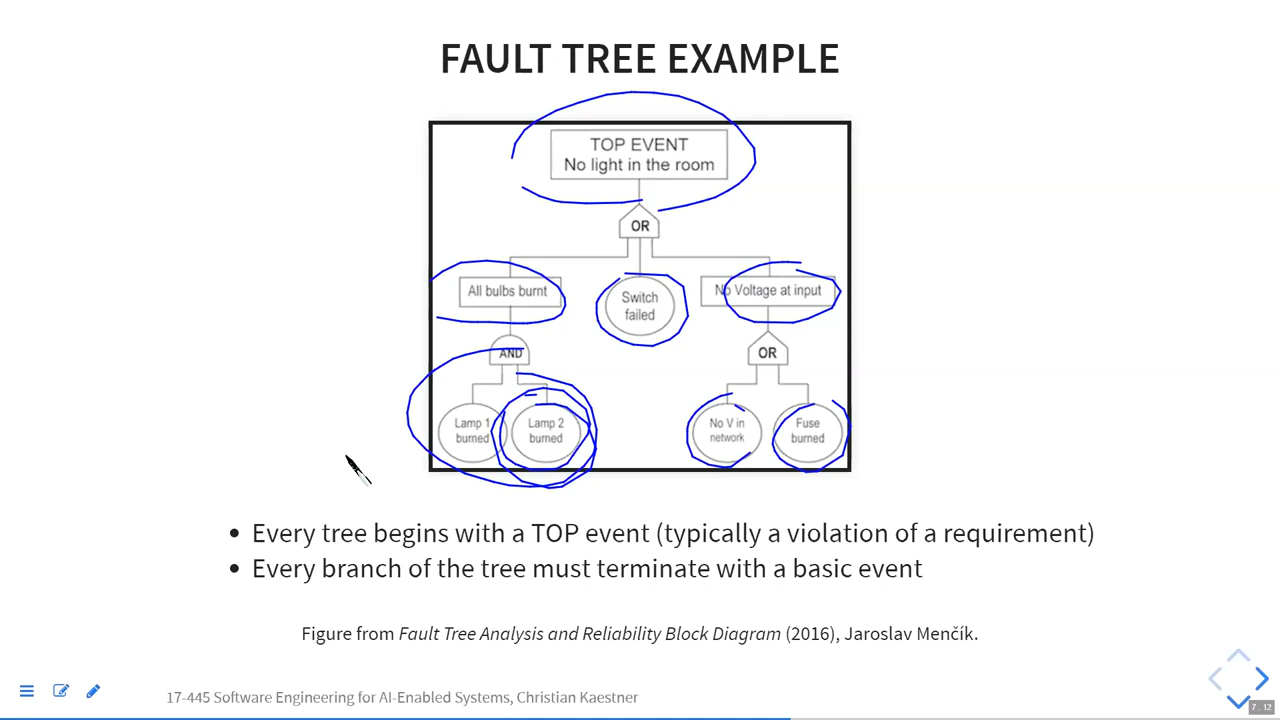 FAULT TREE EXAMPLE
TOP EVENT
No light in the room
OR
All bulbs burnt
Switch
failed
No Voltage at input
AND
OR
Lamp 1
burned
Lamp 2
burned
No V in
network
Fuse
burned
• Every tree begins with a TOP event (typically a violation of a requirement)
• Every branch of the tree must terminate with a basic event
Figure from Fault Tree Analysis and Reliability Block Diagram (2016), Jaroslav Menčík.
17-445 Software Engineering for AI-Enabled Systems, Christian Kaestner
7 . 12